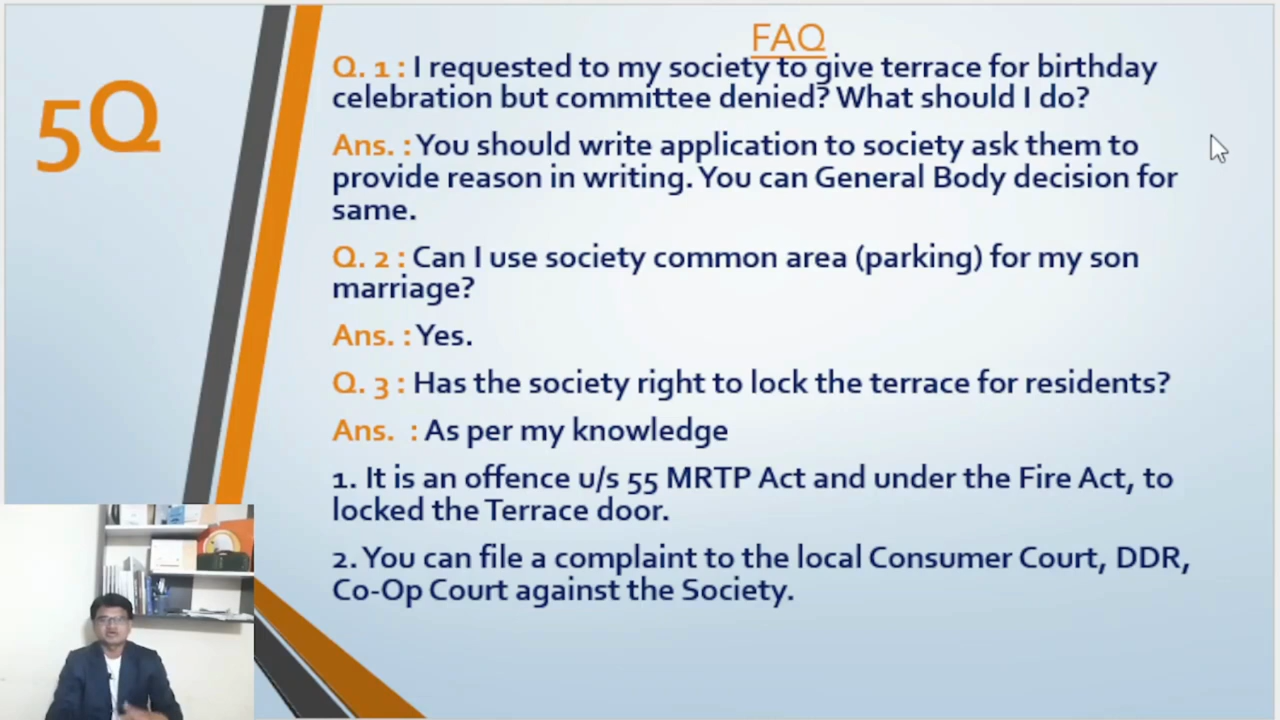 5Q
FAQ
Q. 1 : I requested to my society to give terrace for birthday
celebration but committee denied? What should I do?
Ans. : You should write application to society ask them to
provide reason in writing. You can General Body decision for
same.
Q. 2 : Can I use society common area (parking) for my son
marriage?
Ans. : Yes.
Q. 3 : Has the society right to lock the terrace for residents?
Ans. : As per my knowledge
1. It is an offence u/s 55 MRTP Act and under the Fire Act, to
locked the Terrace door.
2. You can file a complaint to the local Consumer Court, DDR,
Co-Op Court against the Society.